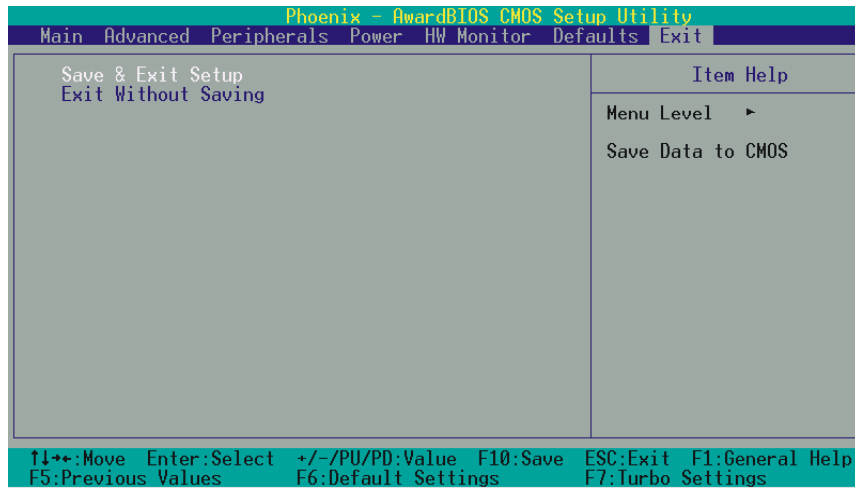 Phoenix - AwardBIOS CMOS Setup Utility
Main Advanced Peripherals Power HW Monitor Defaults Exit
Save & Exit Setup
Exit Without Saving
Item Help
Menu Level ►
Save Data to CMOS
↑↓→←:Move Enter:Select +/-/PU/PD:Value F10:Save ESC:Exit F1:General Help
F5:Previous Values F6:Default Settings F7:Turbo Settings